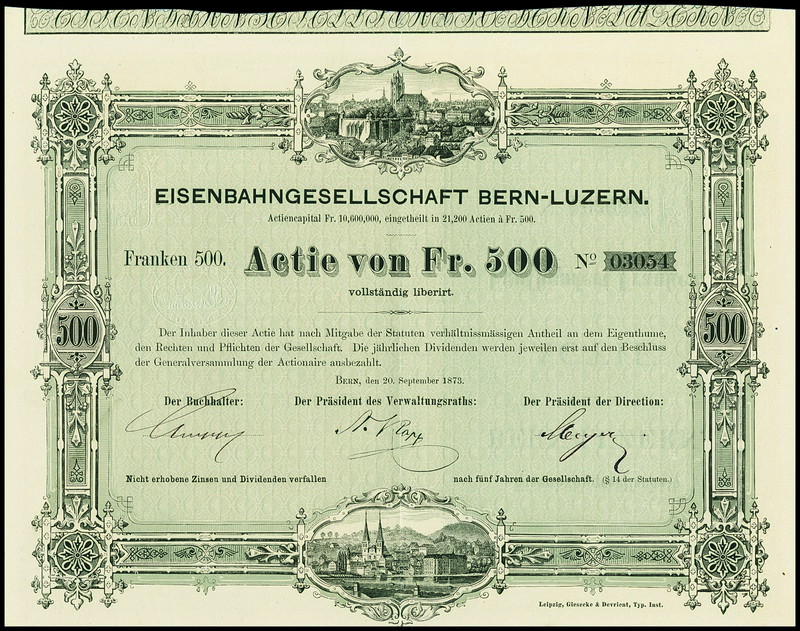 EISENBAHNGESELLSCHAFT BERN-LUZERN.
Actiencapital Fr. 10,600,000, eingetheilt in 21,200 Actien à Fr. 500.
Franken 500. Actie von Fr. 500 No 03054
vollständig liberirt.
500 500
Der Inhaber dieser Actie hat nach Mitgabe der Statuten verhältnissmässigen Antheil an dem Eigenthume,
den Rechten und Pflichten der Gesellschaft. Die jährlichen Dividenden werden jeweilen erst auf den Beschluss
der Generalversammlung der Actionaire ausbezahlt.
BERN, den 20. September 1873.
Der Buchhalter: Der Präsident des Verwaltungsraths: Der Präsident der Direction:
Nicht erhobene Zinsen und Dividenden verfallen nach fünf Jahren der Gesellschaft. (§ 14 der Statuten.)
Leipzig, Giesecke & Devrient, Typ. Inst.